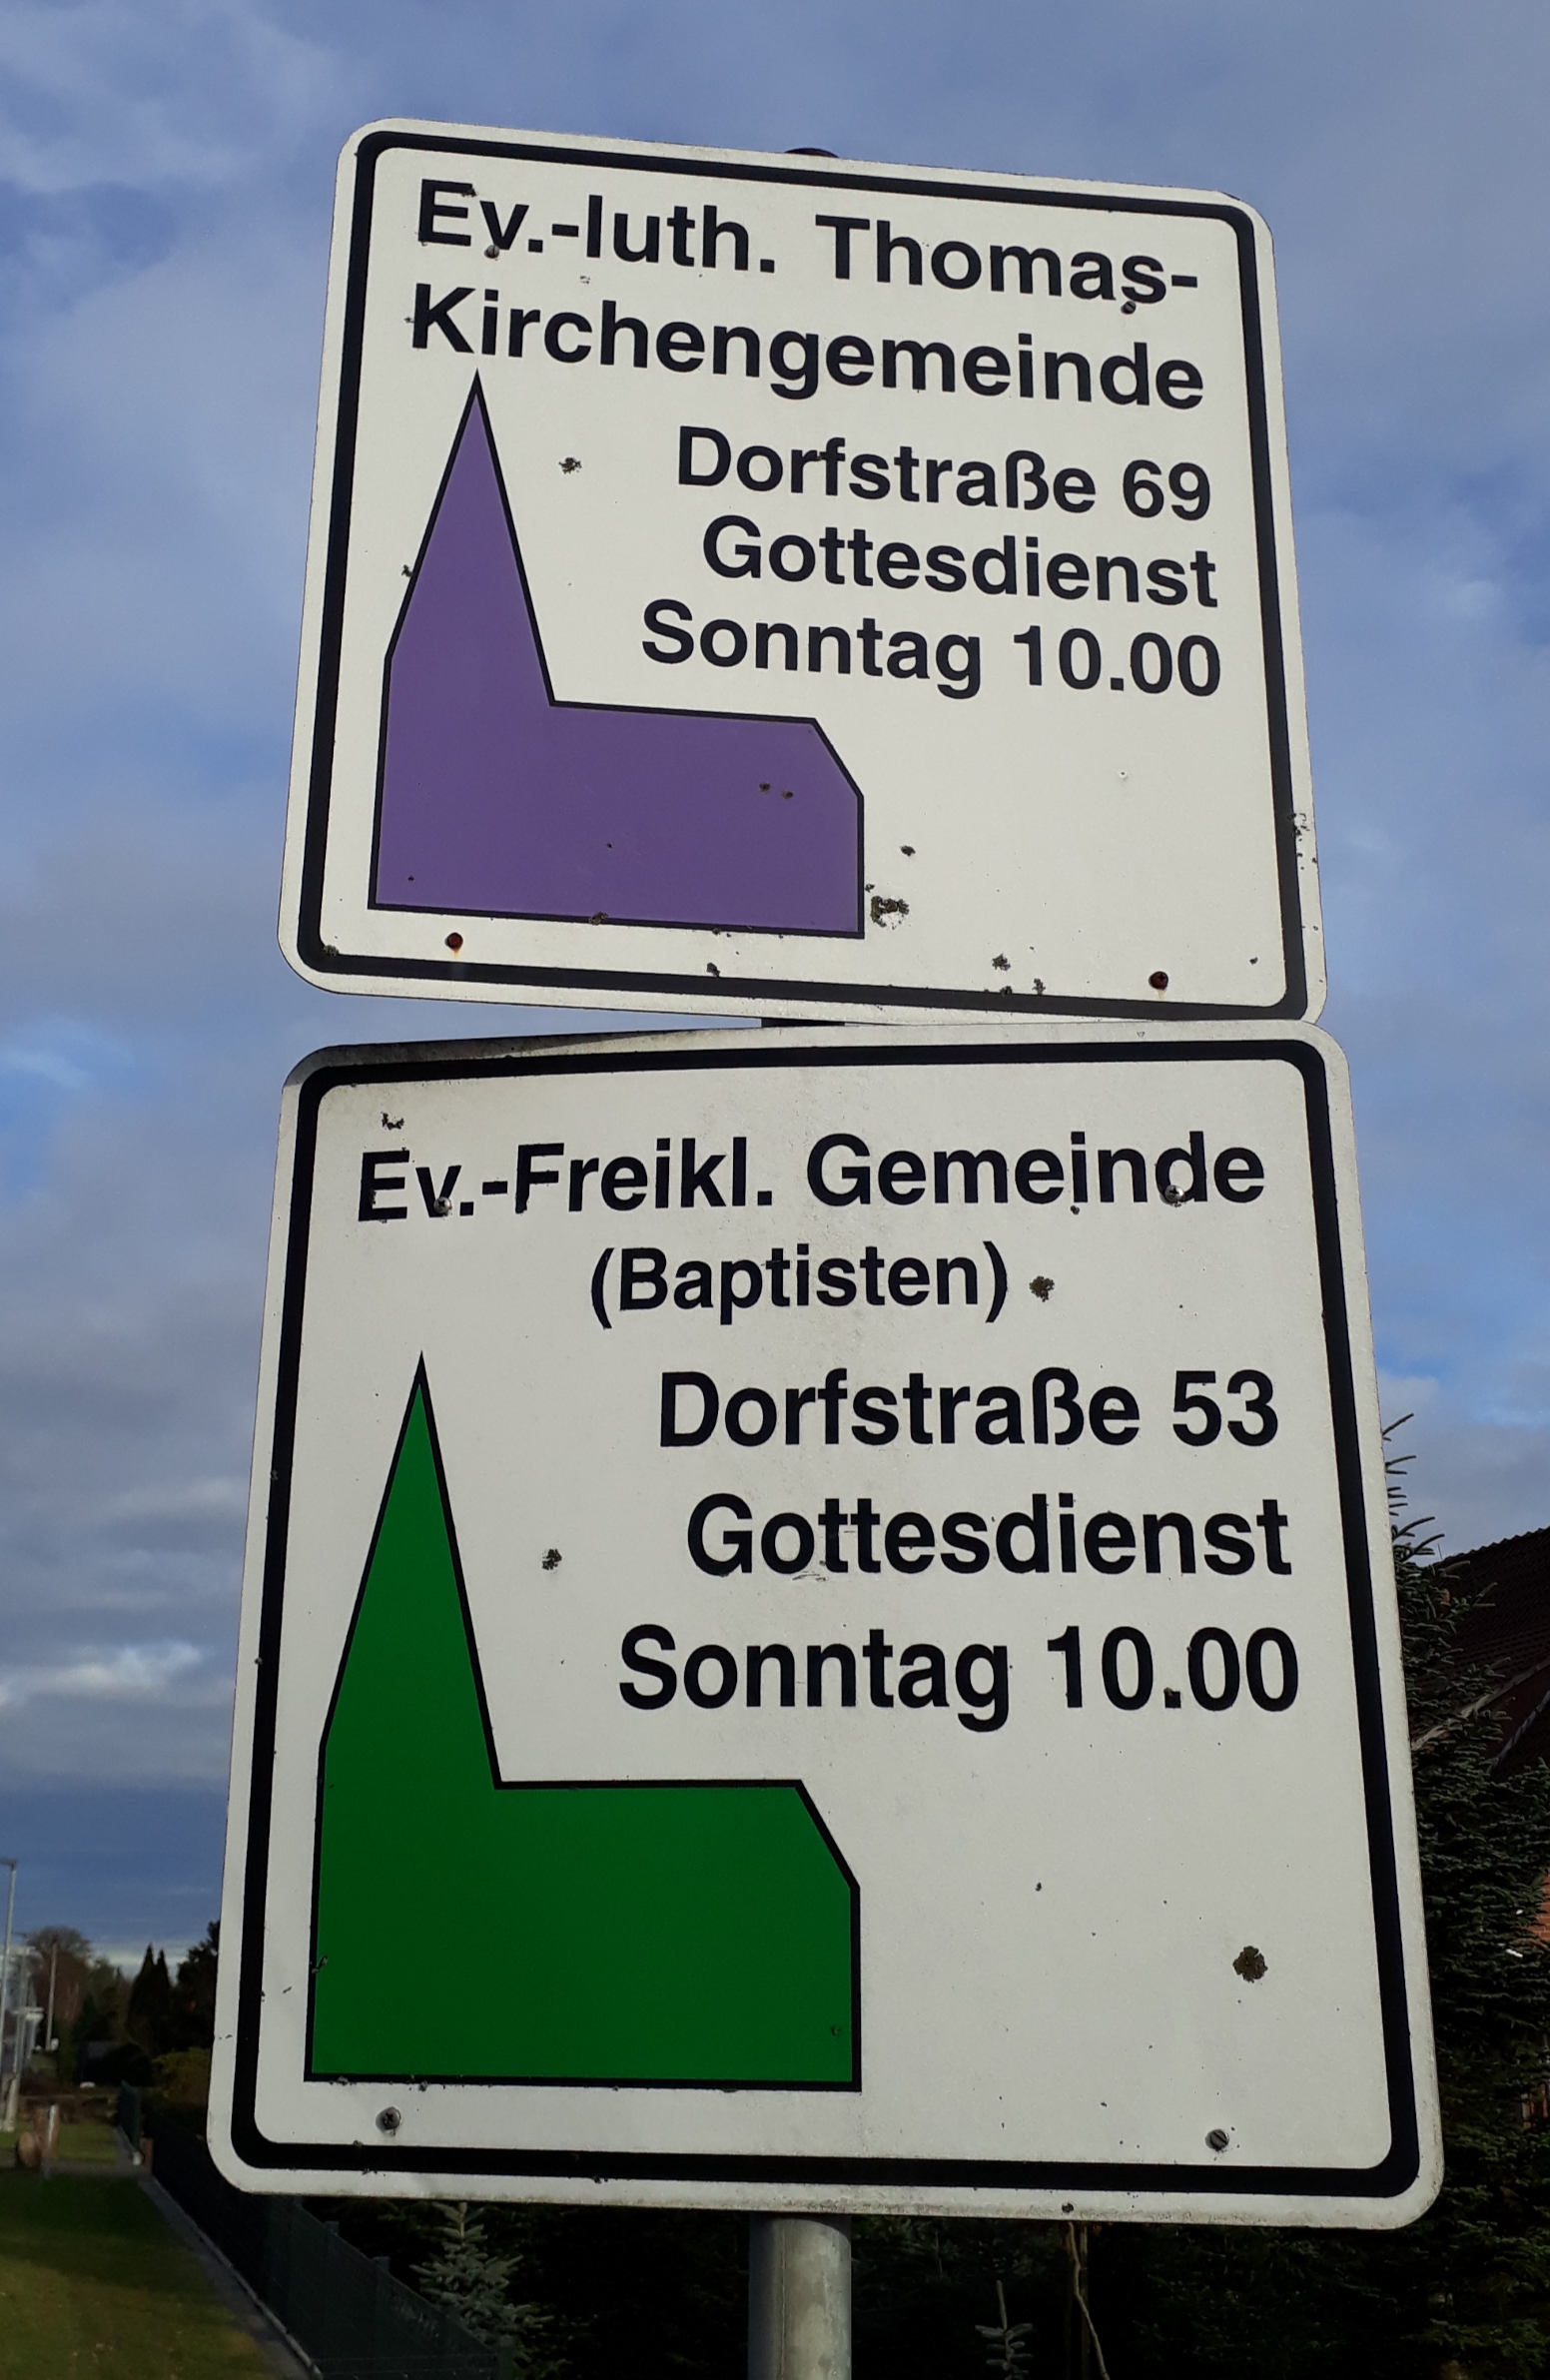 Ev.-luth. Thomas-
Kirchengemeinde
Dorfstraße 69
Gottesdienst
Sonntag 10.00
Ev.-Freikl. Gemeinde
(Baptisten)
Dorfstraße 53
Gottesdienst
Sonntag 10.00